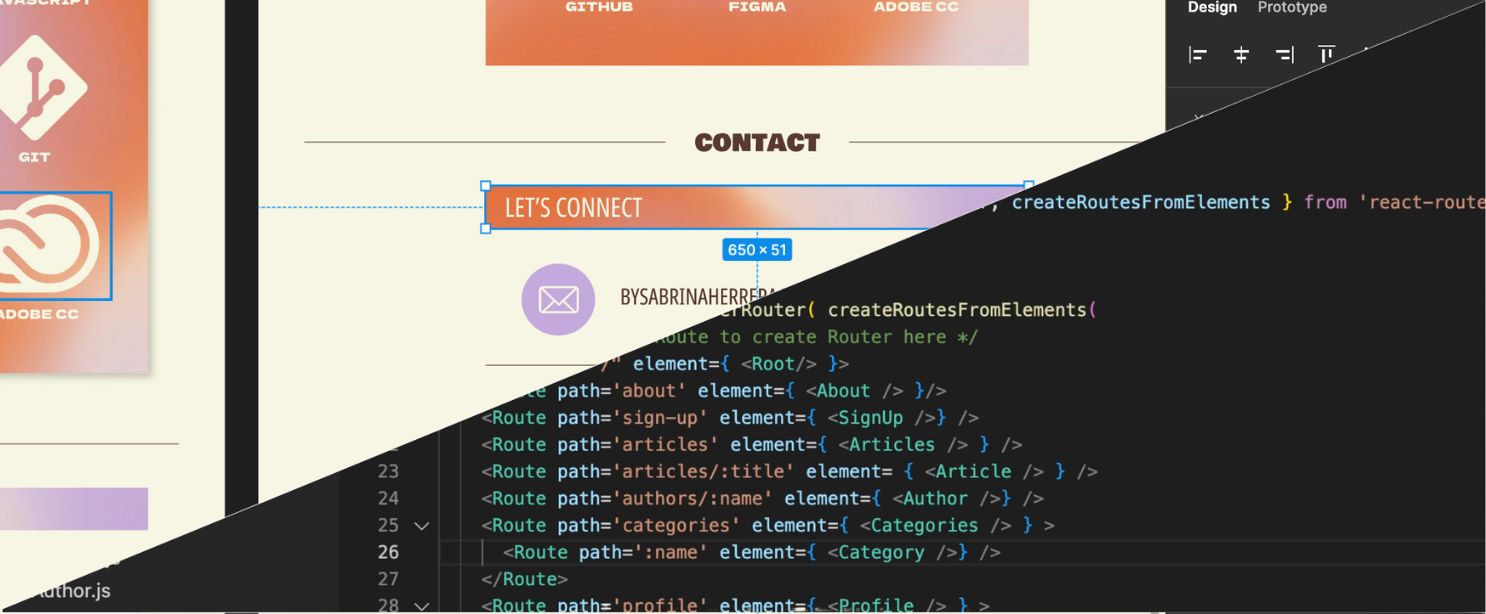 JAVASCRIPT
GIT
ADOBE CC
GITHUB FIGMA ADOBE CC
CONTACT
LET'S CONNECT
650 × 51
BYSABRINAHERRERA
Design Prototype
, createRoutesFromElements } from 'react-route
erRouter( createRoutesFromElements(
Route to create Router here */
/" element={ <Root/> }>
te path='about' element={ <About /> }/>
<Route path='sign-up' element={ <SignUp />} />
<Route path='articles' element={ <Articles /> } />
23 <Route path='articles/:title' element= { <Article /> } />
24 <Route path='authors/:name' element={ <Author />} />
25 <Route path='categories' element={ <Categories /> } >
26 <Route path=':name' element={ <Category />} />
27 </Route>
28 <Route path='profile' element={ <Profile /> } >
Author.js